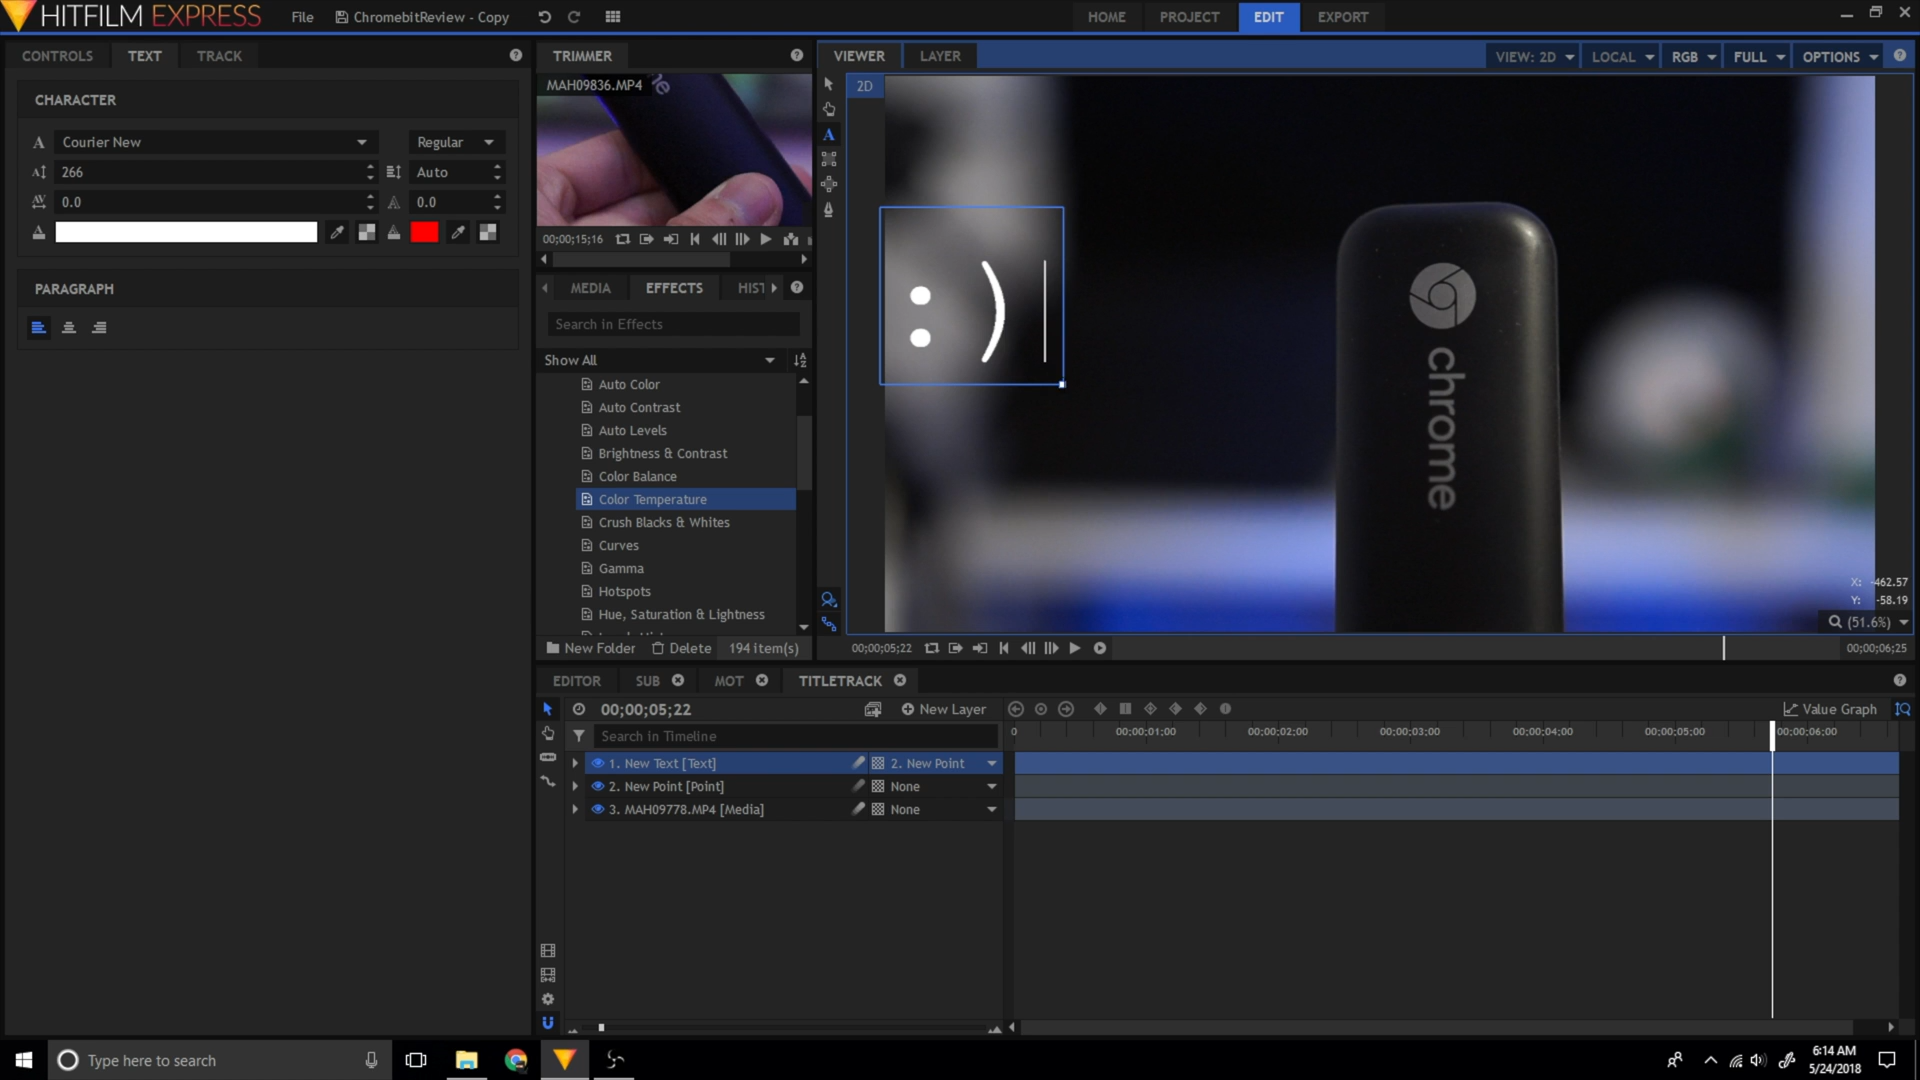 HITFILM EXPRESS File ChromebitReview - Copy HOME PROJECT EDIT EXPORT
CONTROLS TEXT TRACK
CHARACTER
Courier New Regular
266 Auto
0.0 0.0
PARAGRAPH
TRIMMER
MAH09836.MP4
00;00;15;16
MEDIA EFFECTS HIST
Search in Effects
Show All
Auto Color
Auto Contrast
Auto Levels
Brightness & Contrast
Color Balance
Color Temperature
Crush Blacks & Whites
Curves
Gamma
Hotspots
Hue, Saturation & Lightness
New Folder Delete 194 item(s)
VIEWER LAYER VIEW: 2D LOCAL RGB FULL OPTIONS
2D
:)
chrome
X: -462.57
Y: -58.19
(51.6%)
00;00;05;22 00;00;06;25
EDITOR SUB MOT TITLETRACK
00;00;05;22 New Layer Value Graph
Search in Timeline
0 00;00;01;00 00;00;02;00 00;00;03;00 00;00;04;00 00;00;05;00 00;00;06;00
1. New Text [Text] 2. New Point
2. New Point [Point] None
3. MAH09778.MP4 [Media] None
Type here to search
6:14 AM
5/24/2018